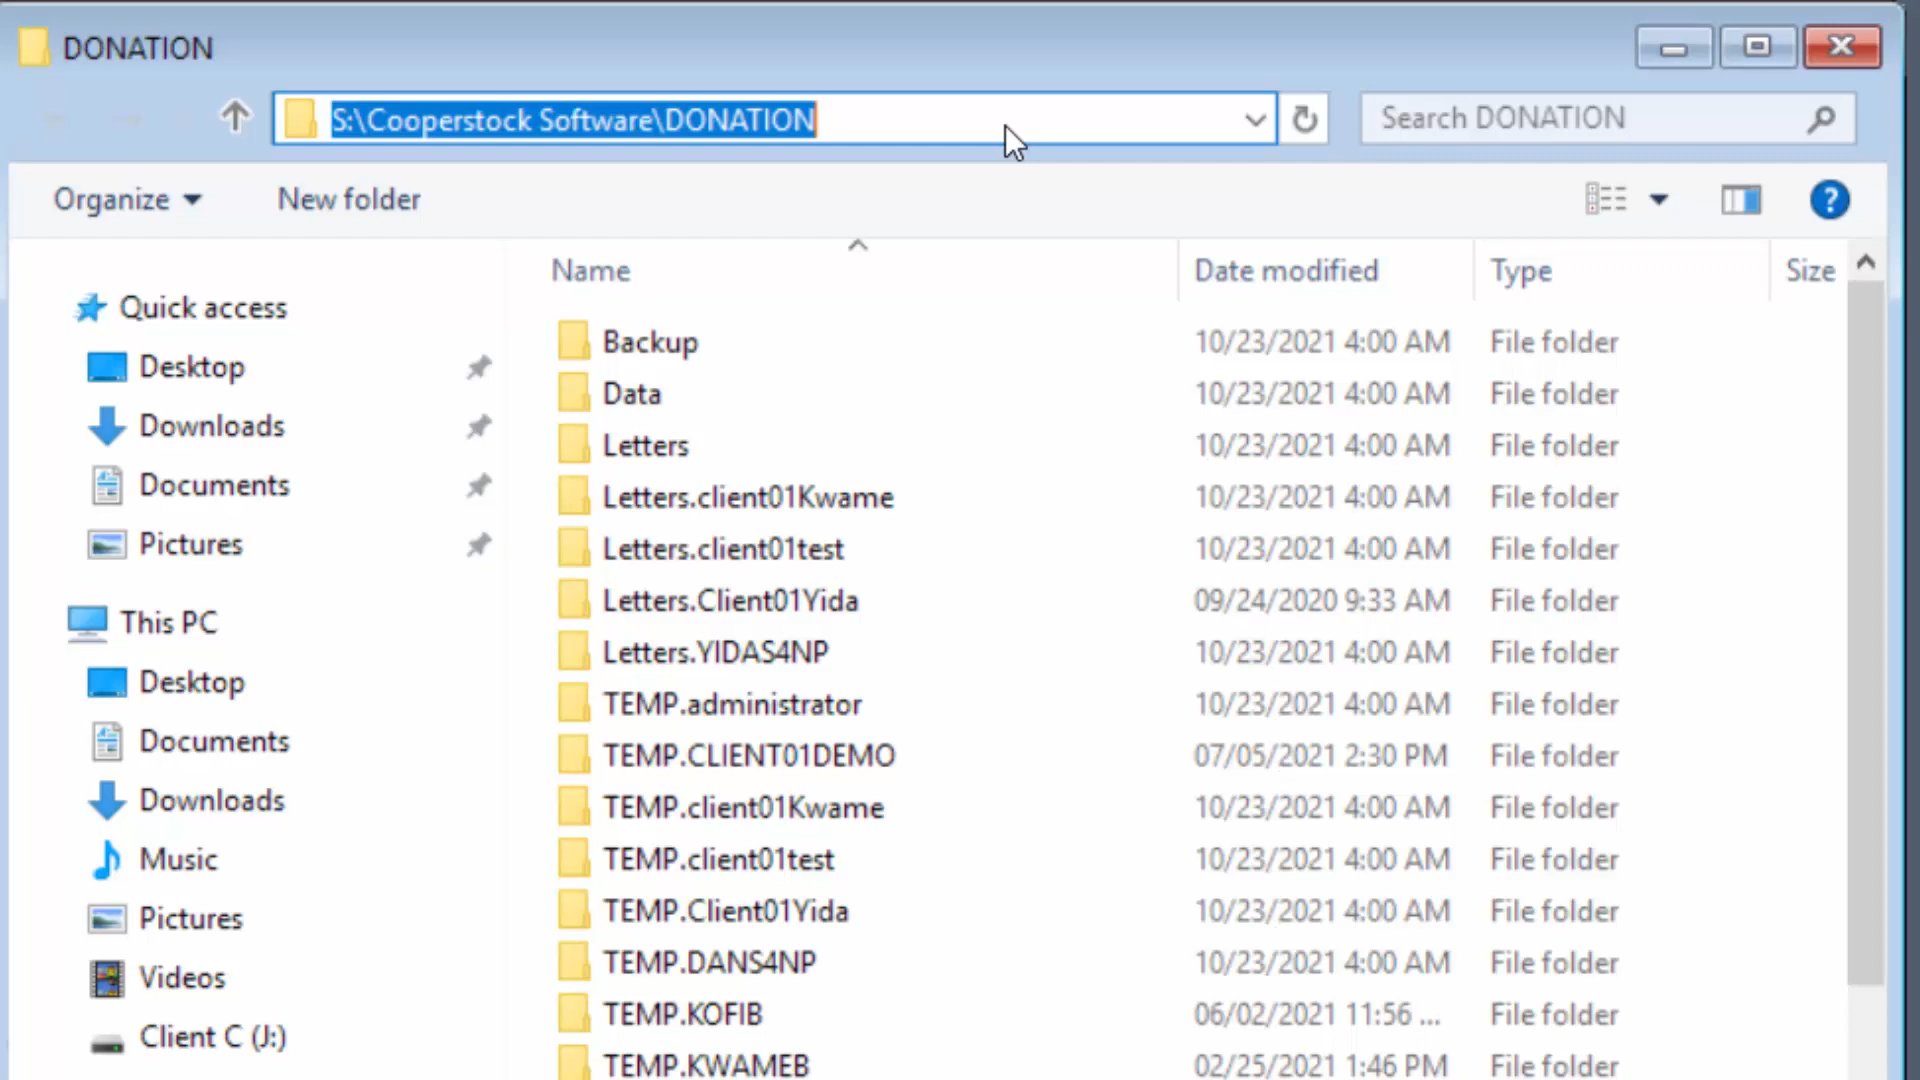 DONATION
S:\Cooperstock Software\DONATION
Search DONATION
Organize
New folder
?
Name Date modified Type Size
Quick access
Desktop
Downloads
Documents
Pictures
This PC
Desktop
Documents
Downloads
Music
Pictures
Videos
Client C (J:)
Backup 10/23/2021 4:00 AM File folder
Data 10/23/2021 4:00 AM File folder
Letters 10/23/2021 4:00 AM File folder
Letters.client01Kwame 10/23/2021 4:00 AM File folder
Letters.client01test 10/23/2021 4:00 AM File folder
Letters.Client01Yida 09/24/2020 9:33 AM File folder
Letters.YIDAS4NP 10/23/2021 4:00 AM File folder
TEMP.administrator 10/23/2021 4:00 AM File folder
TEMP.CLIENT01DEMO 07/05/2021 2:30 PM File folder
TEMP.client01Kwame 10/23/2021 4:00 AM File folder
TEMP.client01test 10/23/2021 4:00 AM File folder
TEMP.Client01Yida 10/23/2021 4:00 AM File folder
TEMP.DANS4NP 10/23/2021 4:00 AM File folder
TEMP.KOFIB 06/02/2021 11:56 ... File folder
TEMP.KWAMEB 02/25/2021 1:46 PM File folder